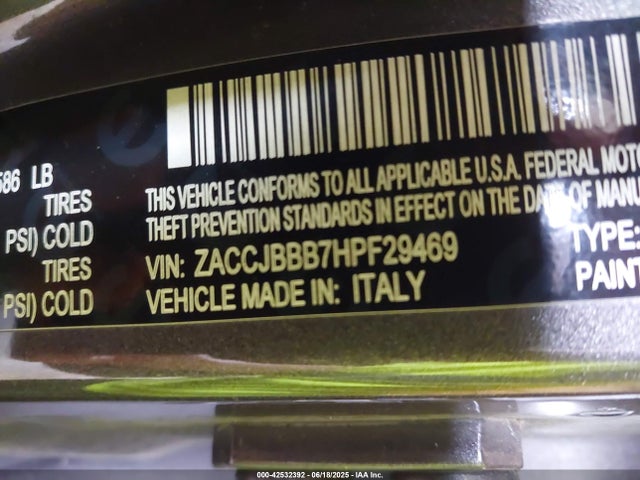 586 LB
TIRES
PSI) COLD
TIRES
PSI) COLD
THIS VEHICLE CONFORMS TO ALL APPLICABLE U.S.A. FEDERAL MOTO
THEFT PREVENTION STANDARDS IN EFFECT ON THE DATE OF MANU
VIN: ZACCJBBB7HPF29469
TYPE:
VEHICLE MADE IN: ITALY
PAINT
000-42532392 - 06/18/2025 - IAA Inc.